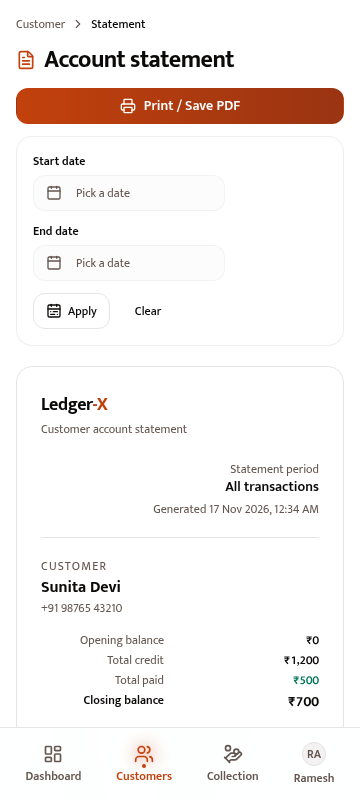 Customer > Statement
Account statement
Print / Save PDF
Start date
Pick a date
End date
Pick a date
Apply
Clear
Ledger-X
Customer account statement
Statement period
All transactions
Generated 17 Nov 2026, 12:34 AM
CUSTOMER
Sunita Devi
+91 98765 43210
Opening balance ₹0
Total credit ₹1,200
Total paid ₹500
Closing balance ₹700
RA
Dashboard Customers Collection Ramesh